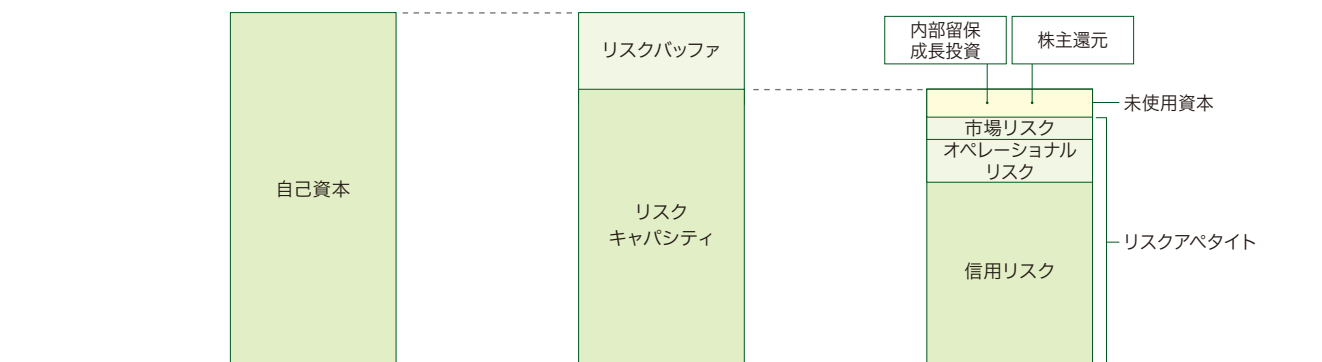 自己資本
リスクバッファ
リスク
キャパシティ
内部留保
成長投資
株主還元
未使用資本
市場リスク
オペレーショナル
リスク
信用リスク
リスクアペタイト